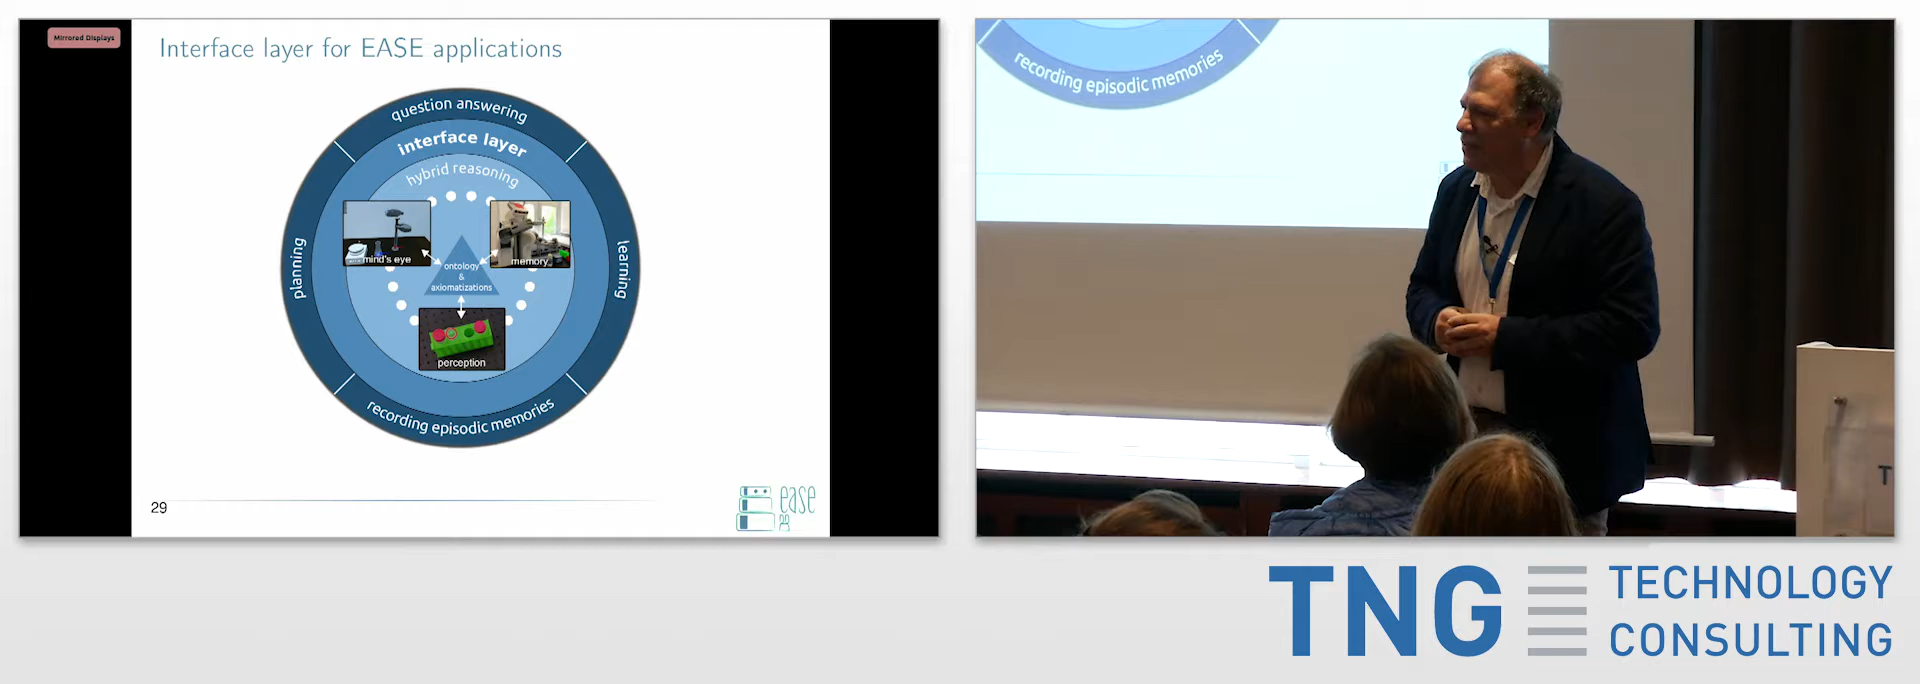 Mirrored Displays
Interface layer for EASE applications
question answering
interface layer
hybrid reasoning
planning
learning
mind's eye
memory
ontology
&
axiomatizations
perception
recording episodic memories
29
ease
recording episodic memories
T
TNG TECHNOLOGY
CONSULTING